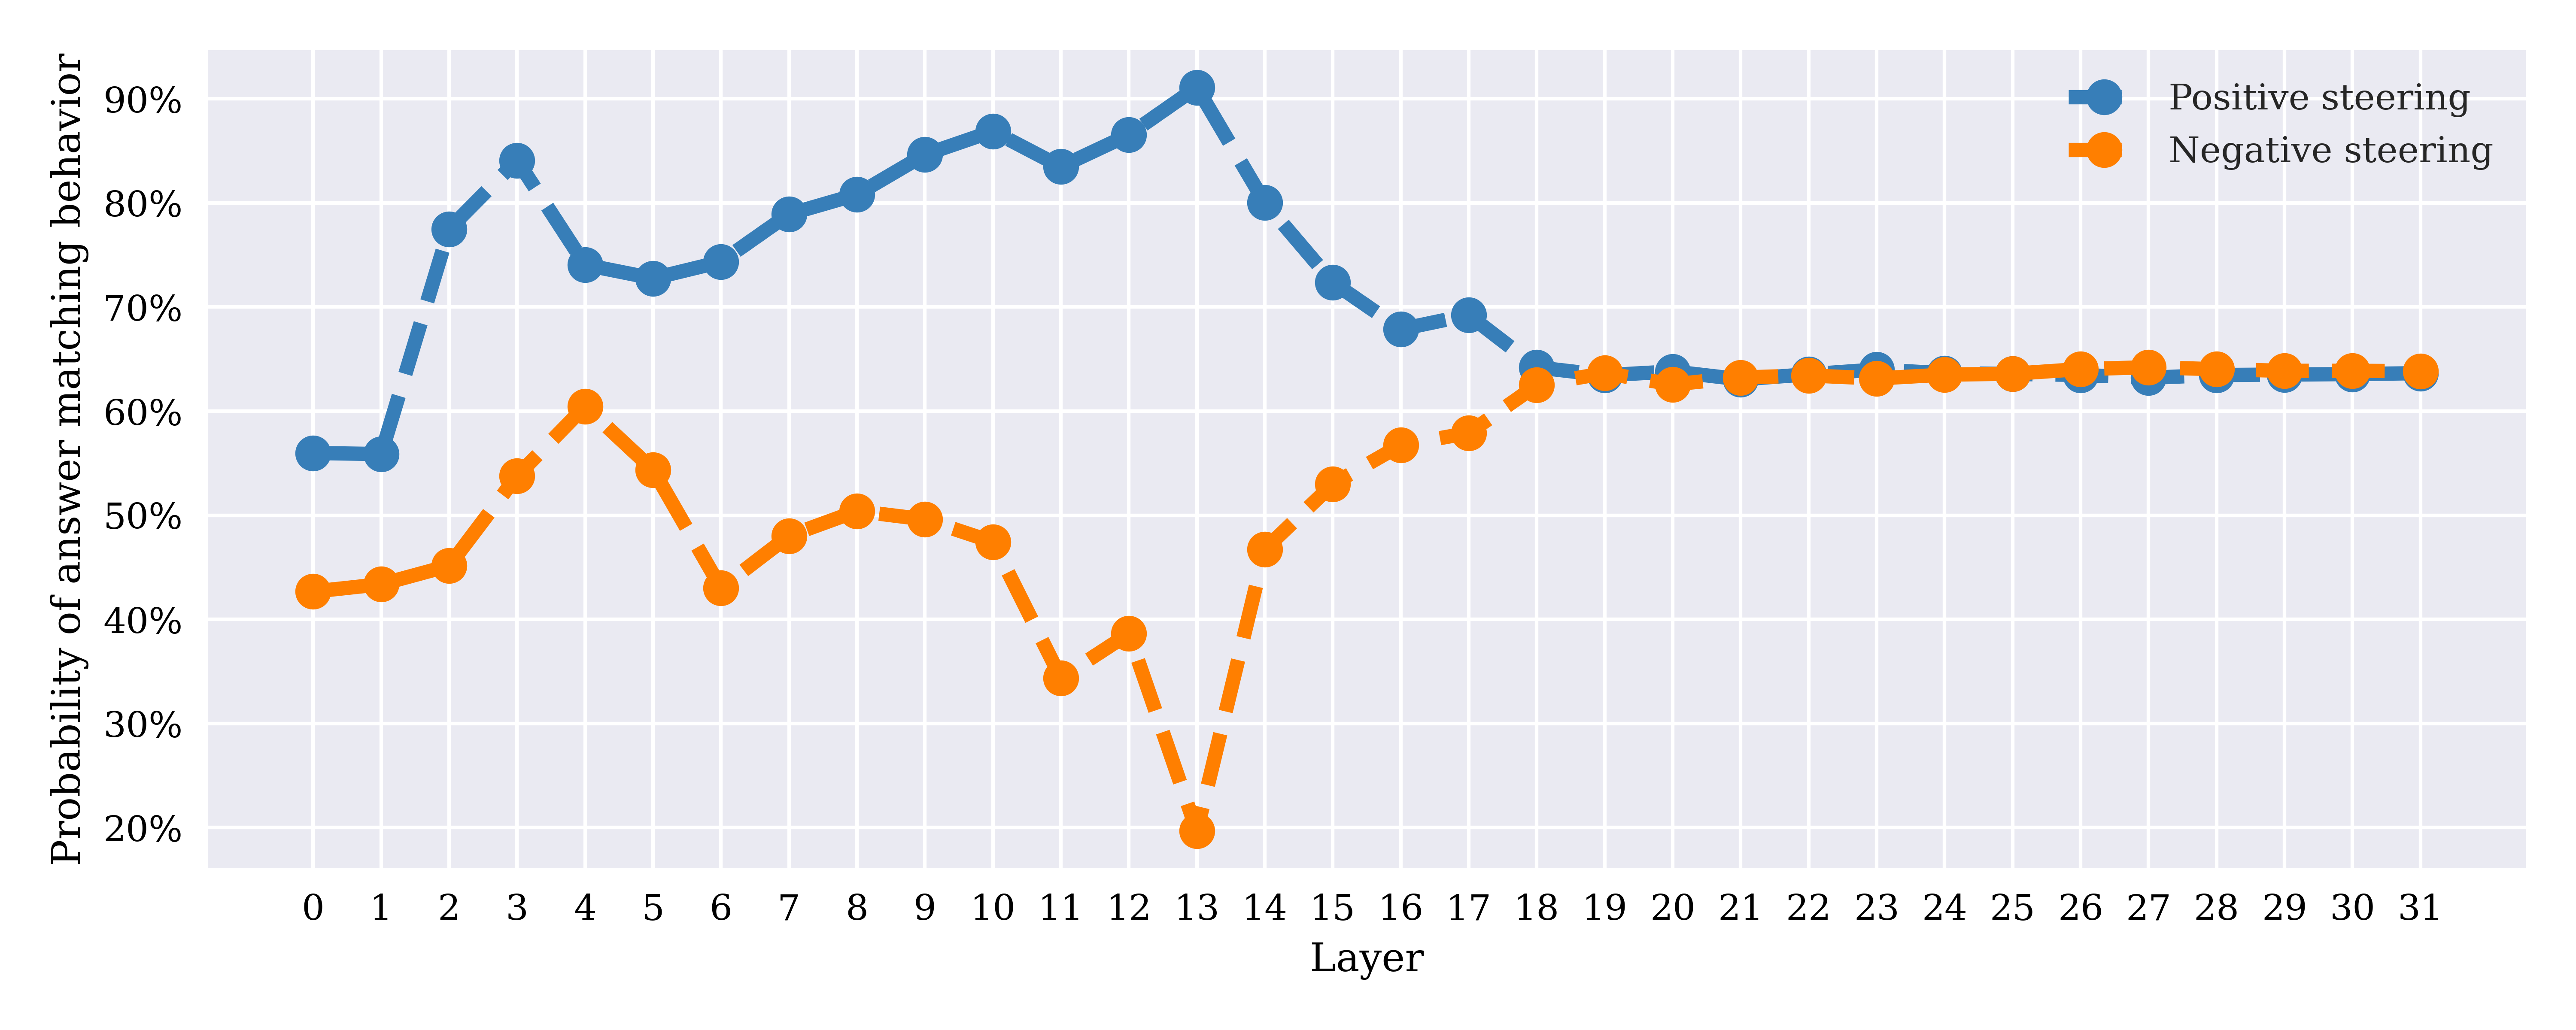 Probability of answer matching behavior
90%
80%
70%
60%
50%
40%
30%
20%
Positive steering
Negative steering
0 1 2 3 4 5 6 7 8 9 10 11 12 13 14 15 16 17 18 19 20 21 22 23 24 25 26 27 28 29 30 31
Layer